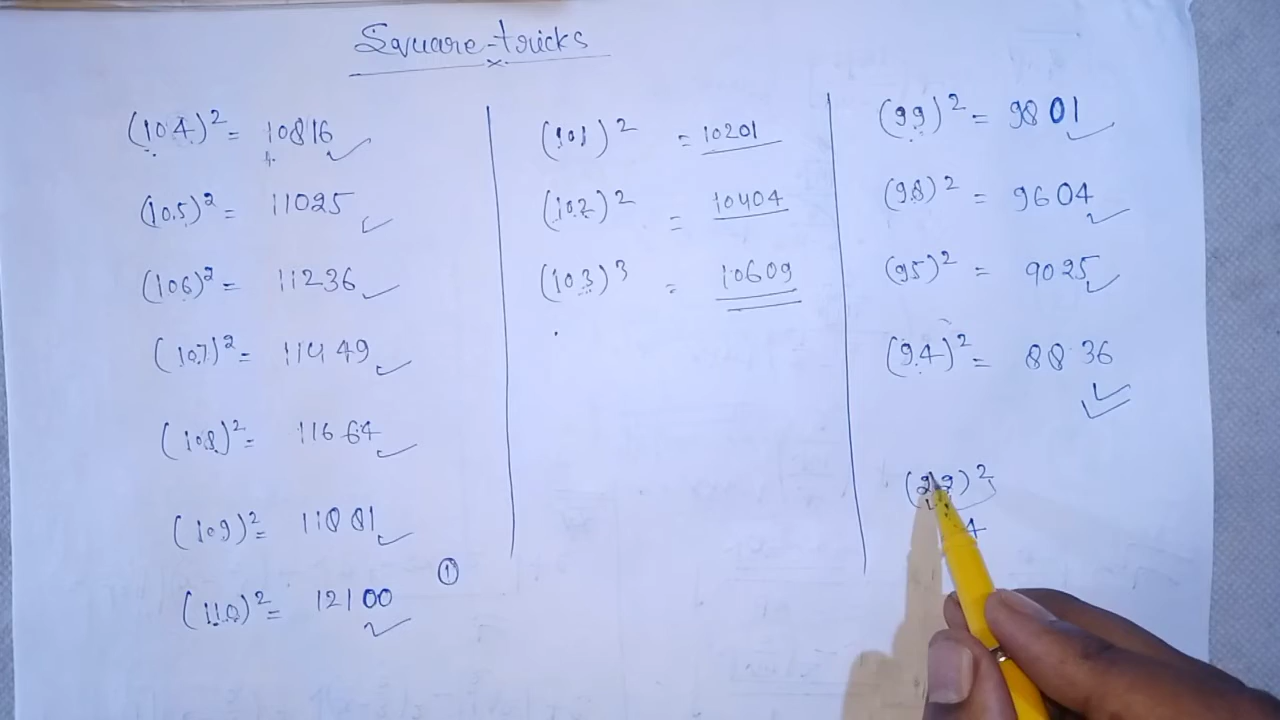 Square-tricks
(104)² = 10816
(105)² = 11025
(106)² = 11236
(107)² = 11449
(108)² = 11664
(109)² = 11881
(110)² = 12100
①
(101)² = 10201
(102)² = 10404
(103)³ = 10609
(99)² = 9801
(98)² = 9604
(95)² = 9025
(94)² = 8836
(22)²
4